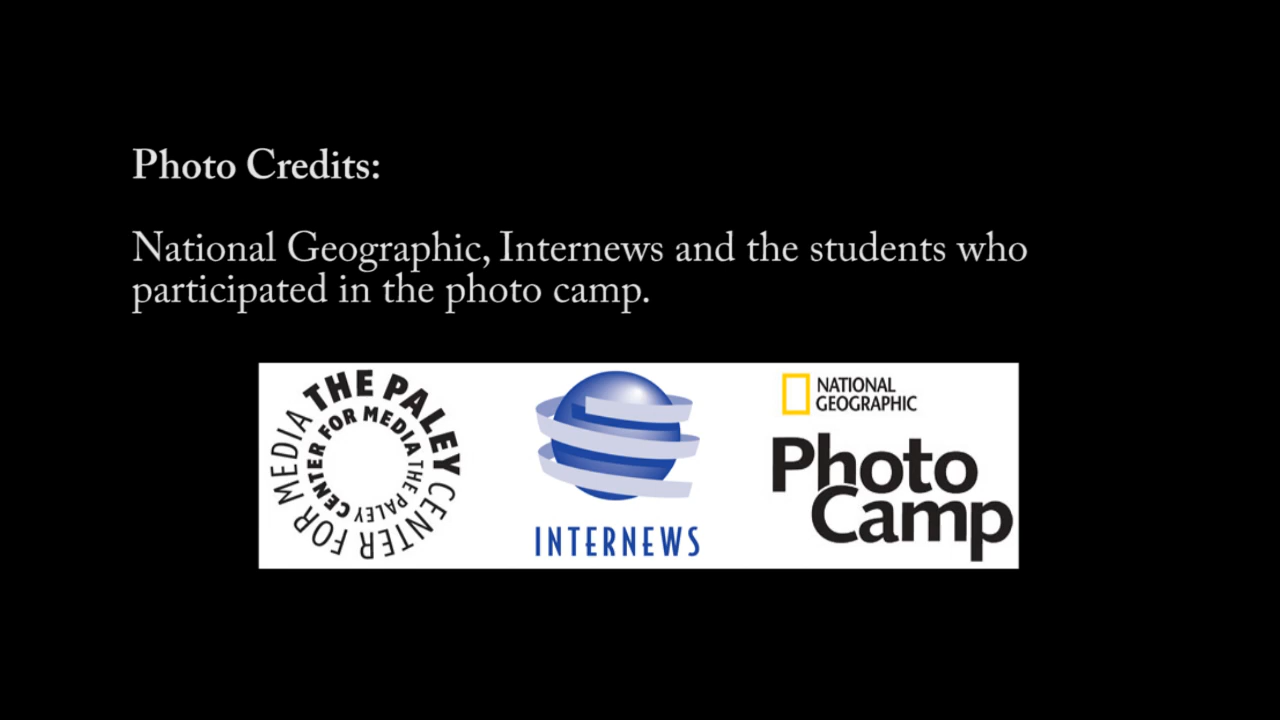 Photo Credits:
National Geographic, Internews and the students who
participated in the photo camp.
THE PALEY CENTER FOR MEDIA
THE PALEY CENTER FOR MEDIA
INTERNEWS
NATIONAL
GEOGRAPHIC
Photo
Camp